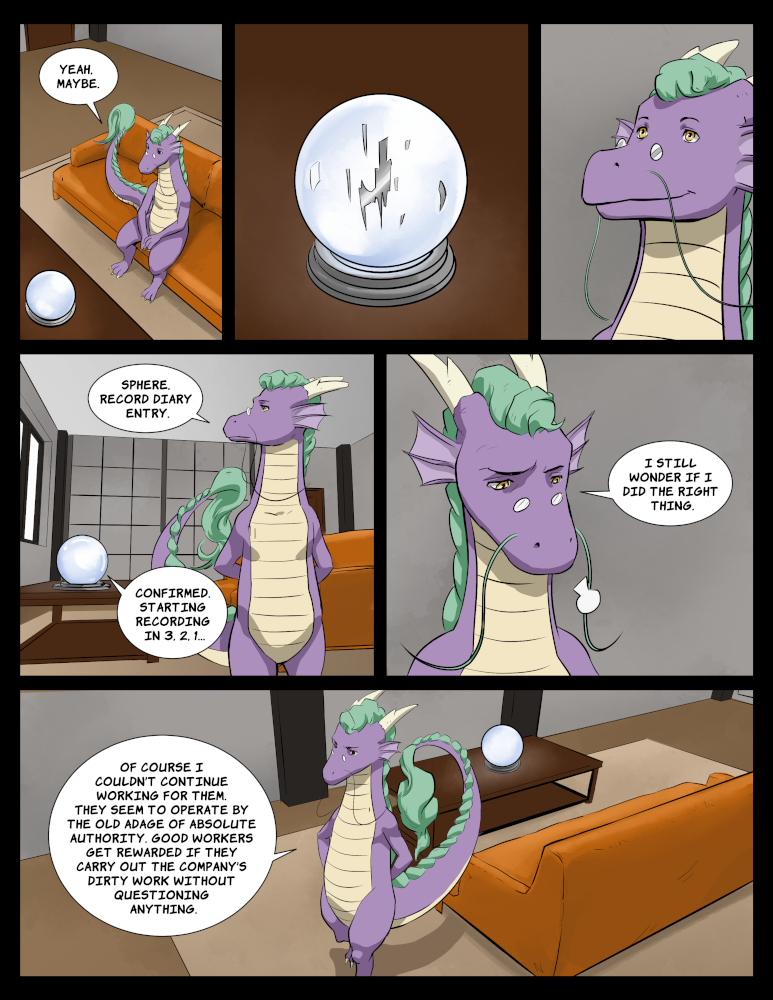 YEAH.
MAYBE.
SPHERE.
RECORD DIARY
ENTRY.
CONFIRMED.
STARTING
RECORDING
IN 3, 2, 1...
I STILL
WONDER IF I
DID THE RIGHT
THING.
OF COURSE I
COULDN'T CONTINUE
WORKING FOR THEM.
THEY SEEM TO OPERATE BY
THE OLD ADAGE OF ABSOLUTE
AUTHORITY. GOOD WORKERS
GET REWARDED IF THEY
CARRY OUT THE COMPANY'S
DIRTY WORK WITHOUT
QUESTIONING
ANYTHING.